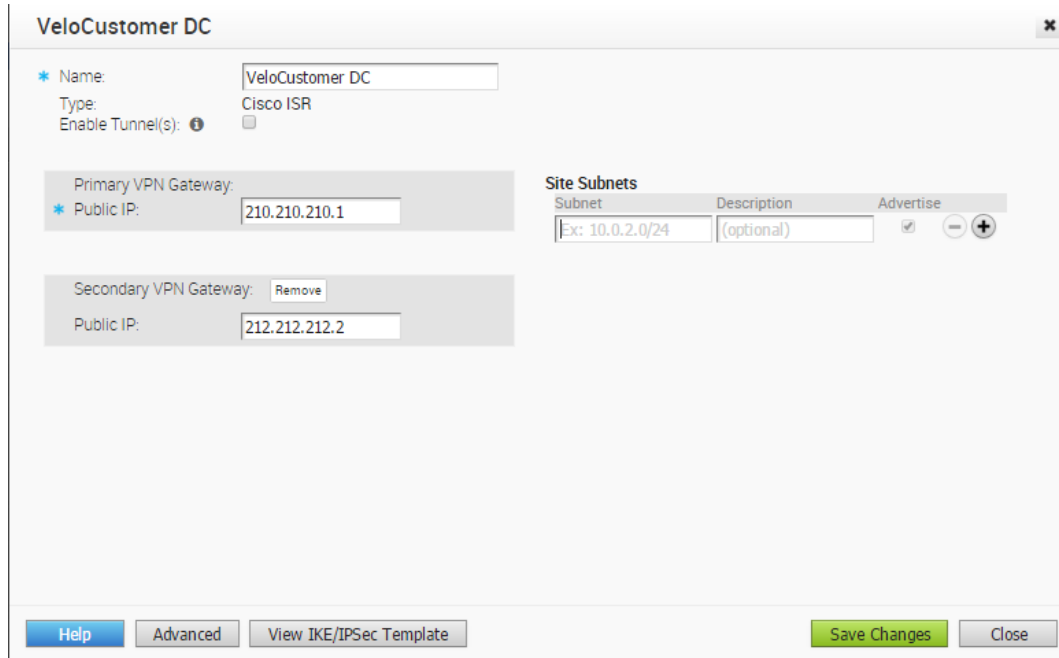 VeloCustomer DC
* Name: VeloCustomer DC
Type: Cisco ISR
Enable Tunnel(s):
Primary VPN Gateway:
* Public IP: 210.210.210.1
Secondary VPN Gateway: Remove
Public IP: 212.212.212.2
Site Subnets
Subnet Description Advertise
Ex: 10.0.2.0/24 (optional)
Help Advanced View IKE/IPSec Template Save Changes Close